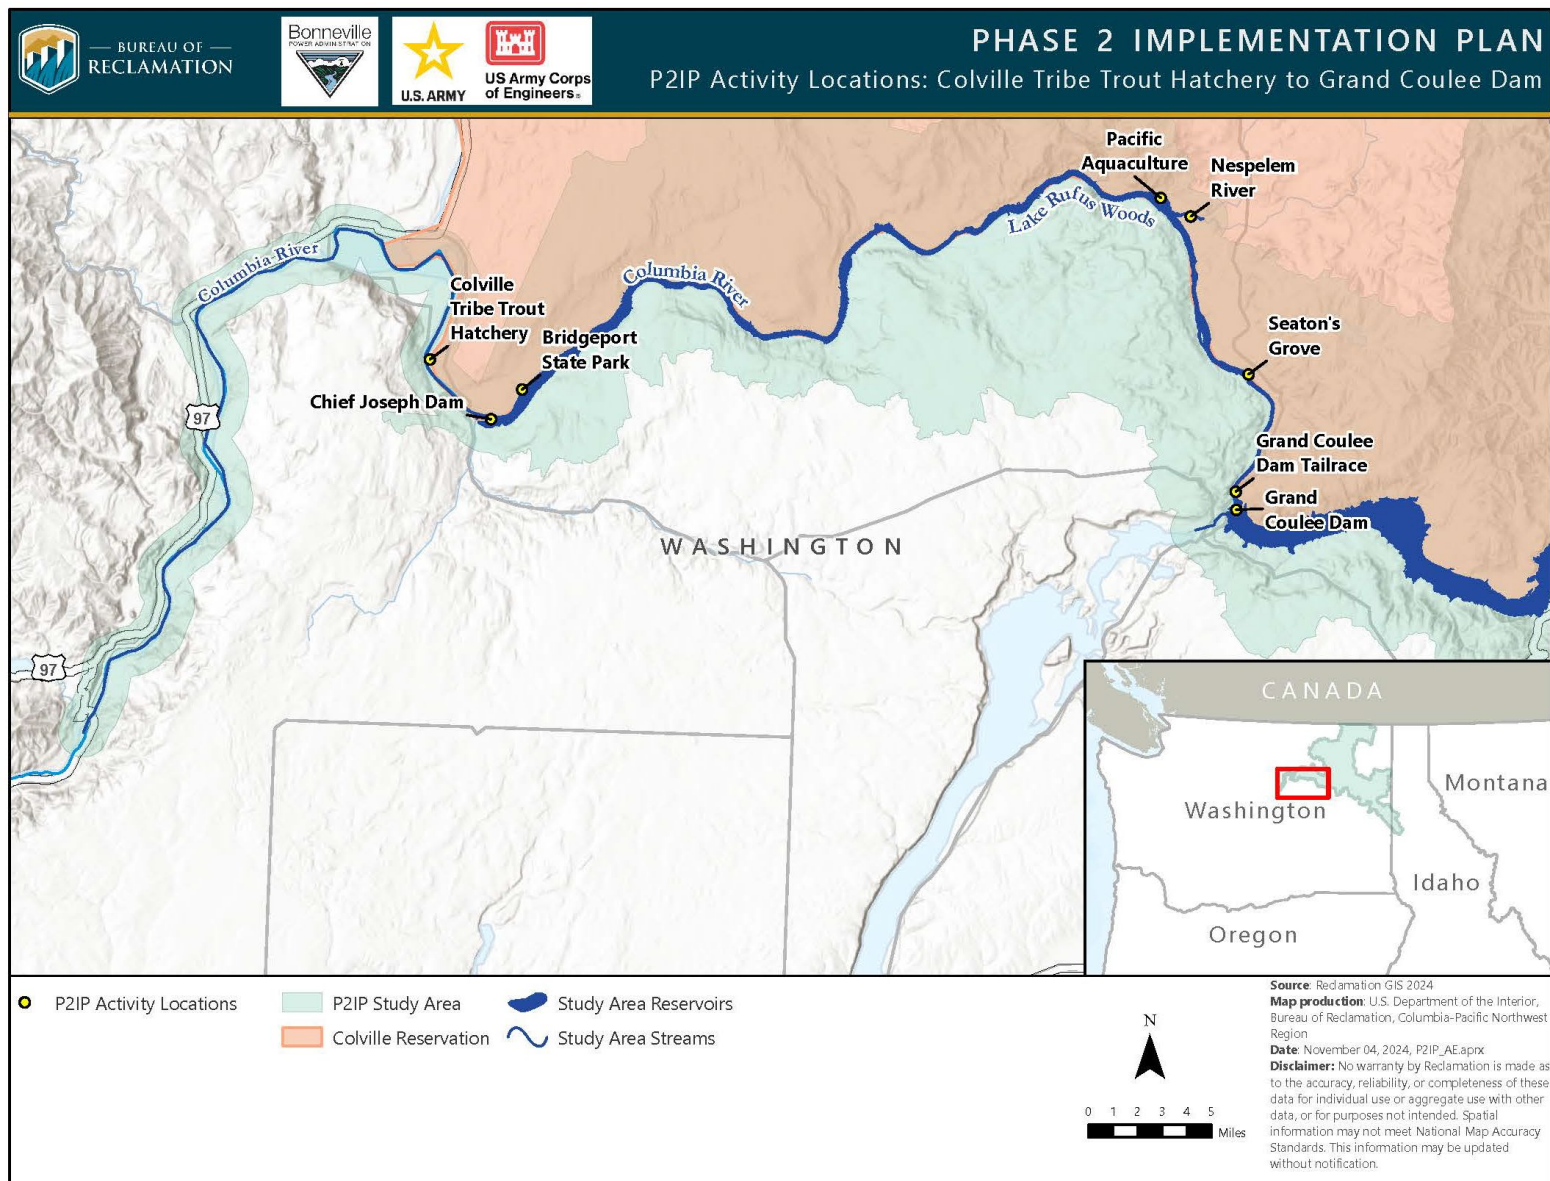 BUREAU OF
RECLAMATION
Bonneville
POWER ADMINISTRATION
U.S. ARMY
US Army Corps
of Engineers®
PHASE 2 IMPLEMENTATION PLAN
P2IP Activity Locations: Colville Tribe Trout Hatchery to Grand Coulee Dam
Pacific
Aquaculture
Nespelem
River
Lake Rufus Woods
Columbia River
Columbia River
Colville
Tribe Trout
Hatchery
Bridgeport
State Park
Chief Joseph Dam
Seaton's
Grove
Grand Coulee
Dam Tailrace
Grand
Coulee Dam
97
97
WASHINGTON
CANADA
Washington
Montana
Idaho
Oregon
P2IP Activity Locations
P2IP Study Area
Colville Reservation
Study Area Reservoirs
Study Area Streams
N
0 1 2 3 4 5
Miles
Source: Reclamation GIS 2024
Map production: U.S. Department of the Interior,
Bureau of Reclamation, Columbia-Pacific Northwest
Region
Date: November 04, 2024, P2IP_AE.aprx
Disclaimer: No warranty by Reclamation is made as
to the accuracy, reliability, or completeness of these
data for individual use or aggregate use with other
data, or for purposes not intended. Spatial
information may not meet National Map Accuracy
Standards. This information may be updated
without notification.